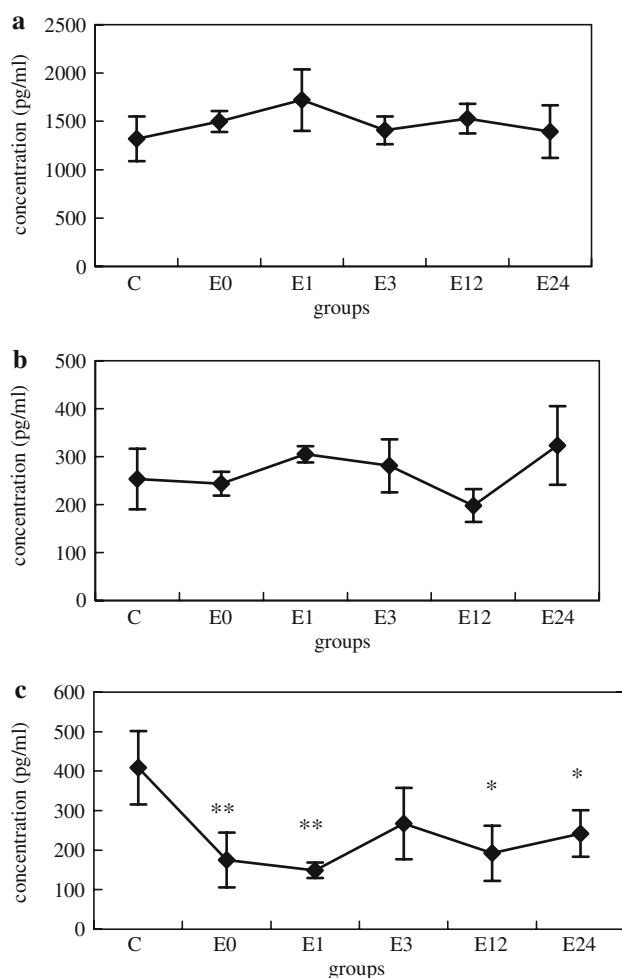 a
concentration (pg/ml)
2500
2000
1500
1000
500
0
C E0 E1 E3 E12 E24
groups
b
concentration (pg/ml)
500
400
300
200
100
0
C E0 E1 E3 E12 E24
groups
c
concentration (pg/ml)
600
500
400
300
200
100
0
** ** * *
C E0 E1 E3 E12 E24
groups